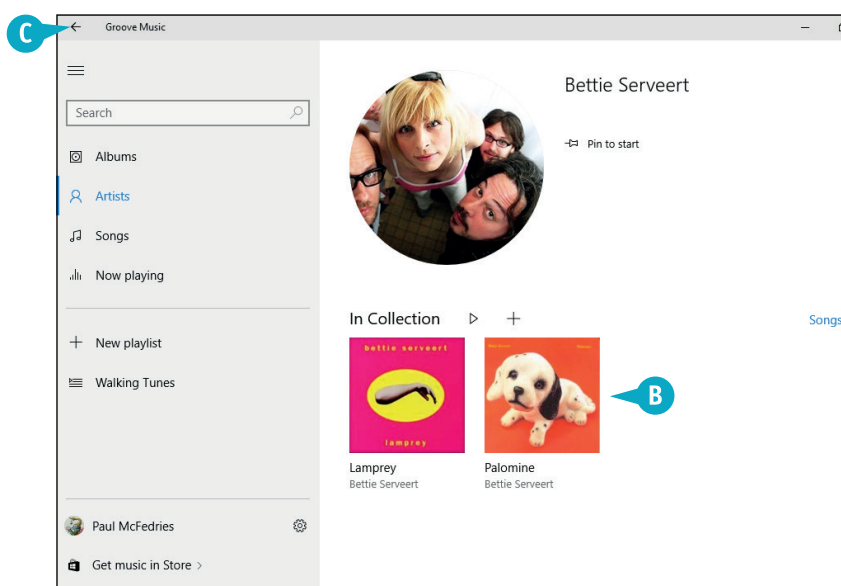 C
Groove Music
Search
Albums
Artists
Songs
Now playing
New playlist
Walking Tunes
Paul McFedries
Get music in Store >
Bettie Serveert
Pin to start
In Collection
Songs
bettie serveert
lamprey
B
Lamprey
Bettie Serveert
Palomine
Bettie Serveert